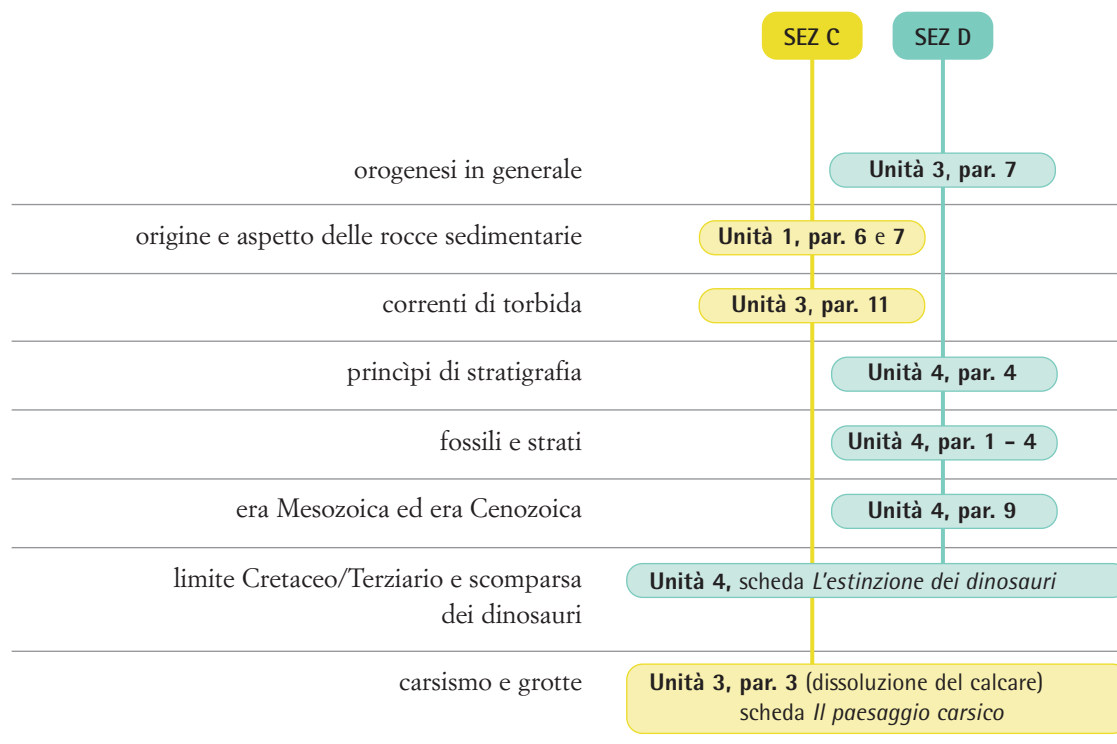 SEZ C
SEZ D
orogenesi in generale
Unità 3, par. 7
origine e aspetto delle rocce sedimentarie
Unità 1, par. 6 e 7
correnti di torbida
Unità 3, par. 11
princìpi di stratigrafia
Unità 4, par. 4
fossili e strati
Unità 4, par. 1 – 4
era Mesozoica ed era Cenozoica
Unità 4, par. 9
limite Cretaceo/Terziario e scomparsa
dei dinosauri
Unità 4, scheda L'estinzione dei dinosauri
carsismo e grotte
Unità 3, par. 3 (dissoluzione del calcare)
scheda Il paesaggio carsico